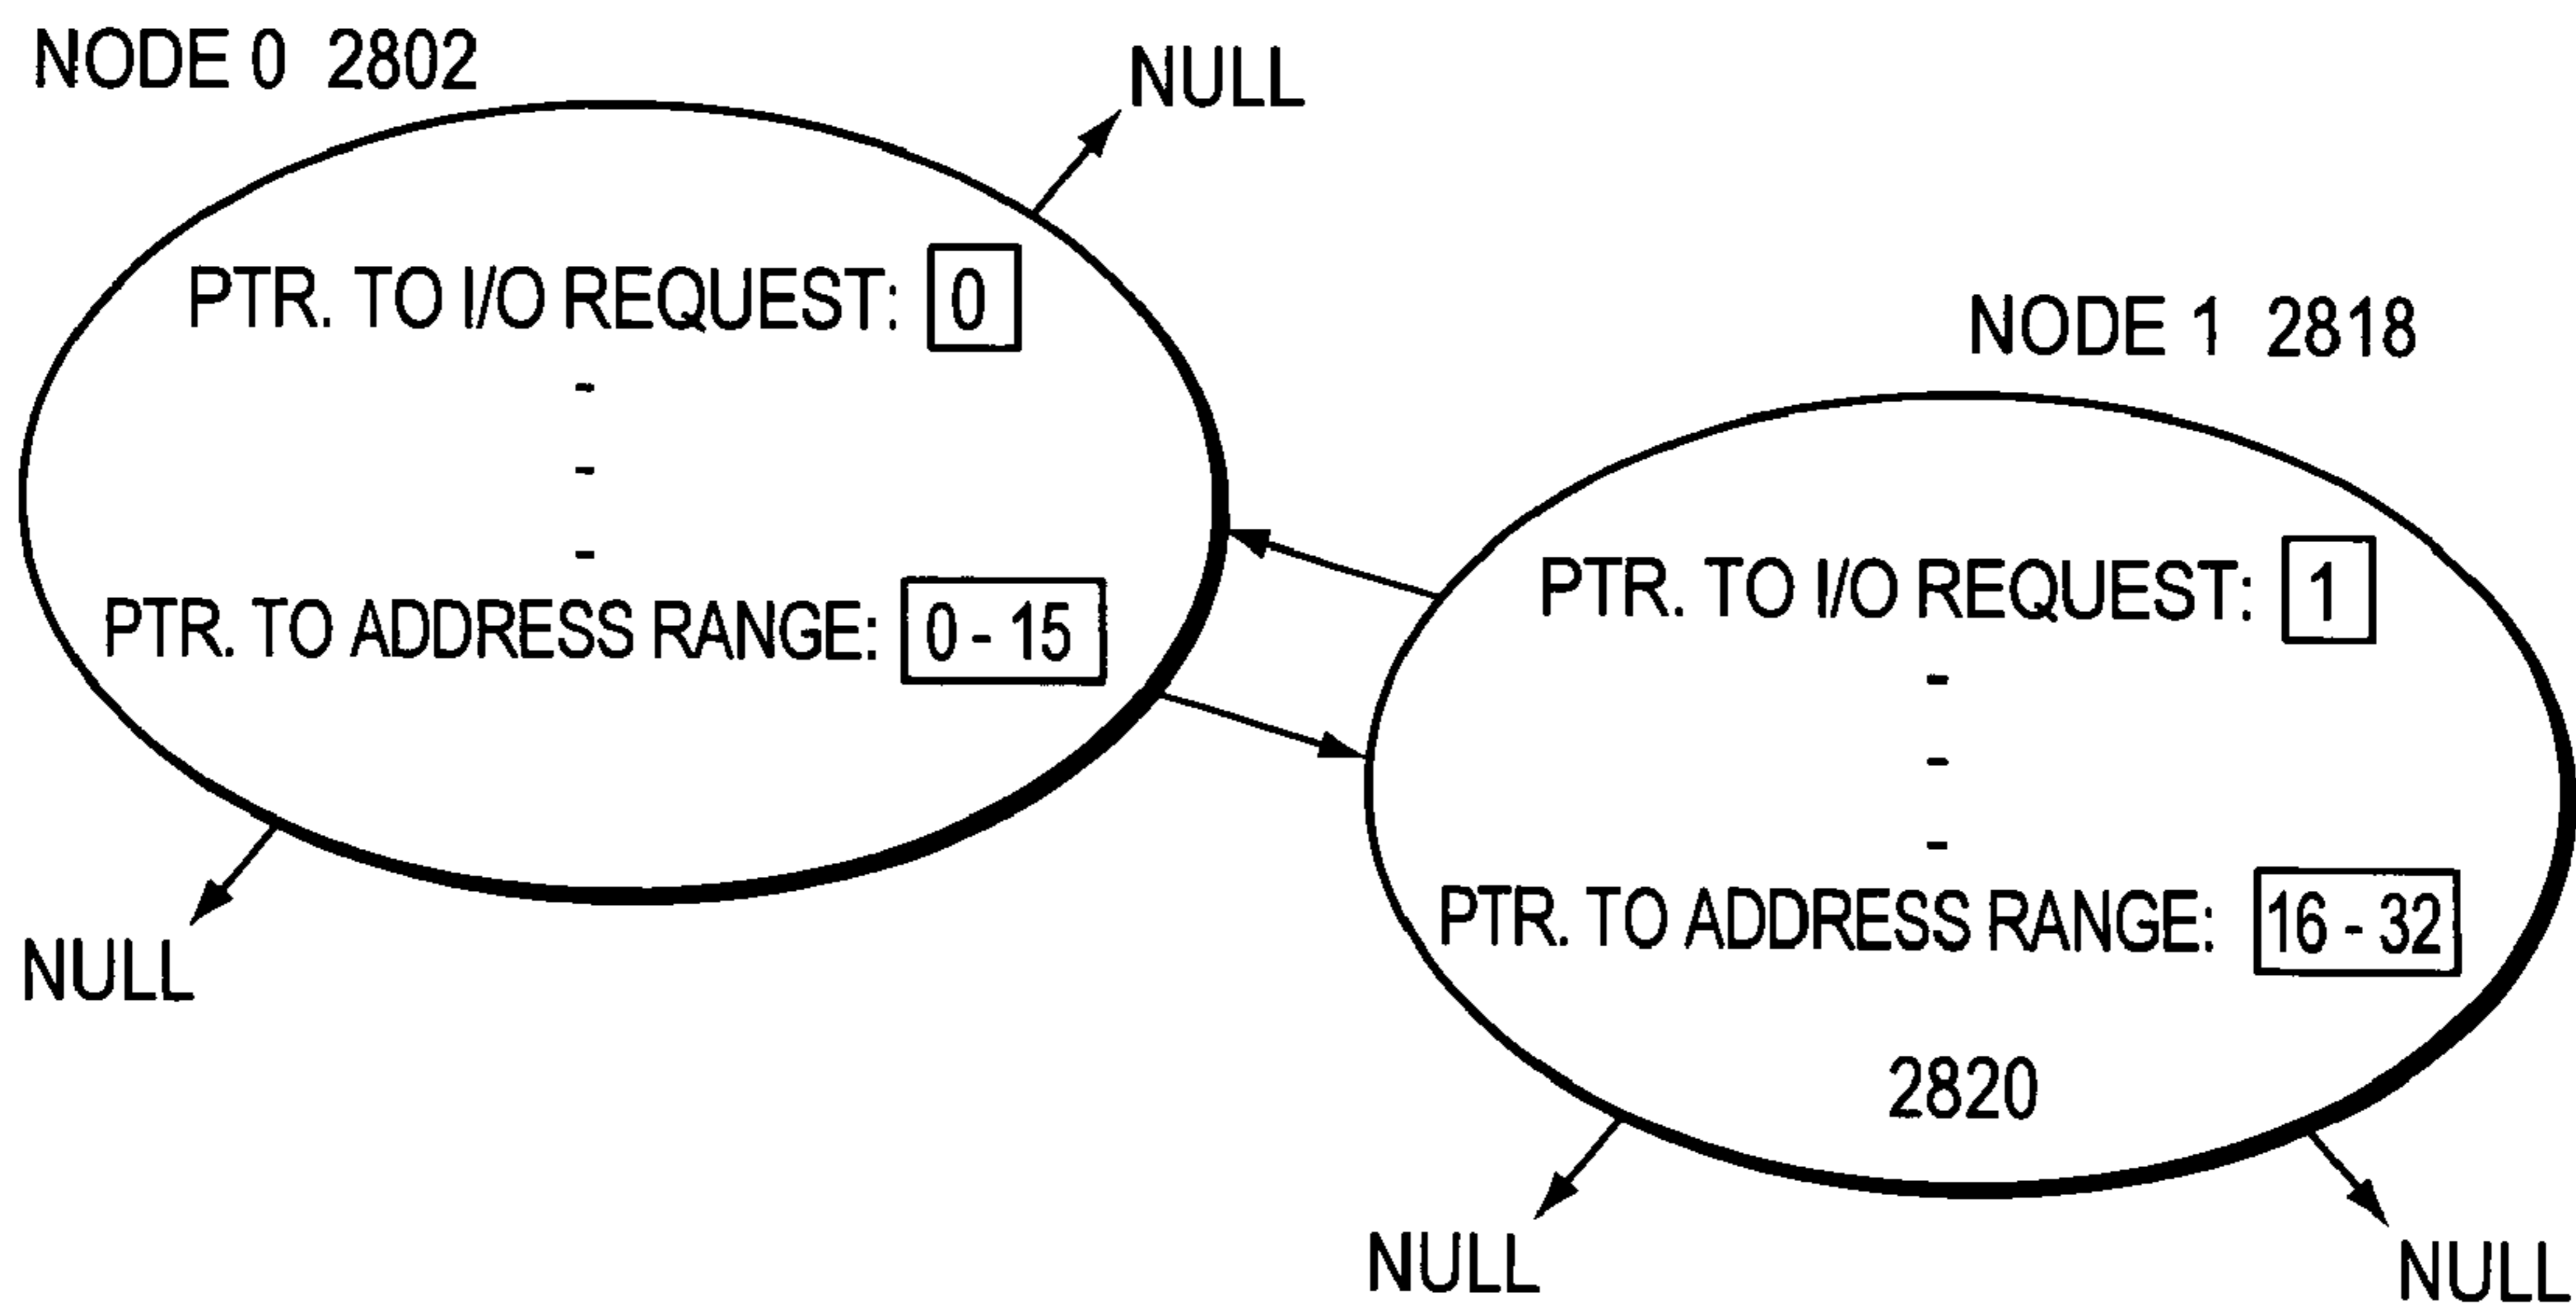 NODE 0 2802
NULL
PTR. TO I/O REQUEST: 0
-
-
-
PTR. TO ADDRESS RANGE: 0 - 15
NULL
NODE 1 2818
PTR. TO I/O REQUEST: 1
-
-
-
PTR. TO ADDRESS RANGE: 16 - 32
2820
NULL
NULL